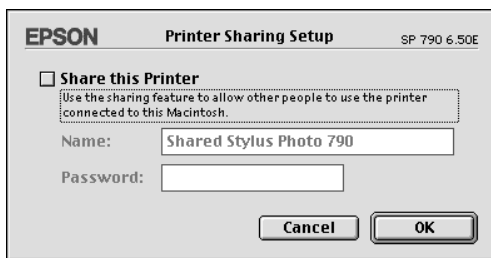 EPSON Printer Sharing Setup SP 790 6.50E
Share this Printer
Use the sharing feature to allow other people to use the printer
connected to this Macintosh.
Name: Shared Stylus Photo 790
Password:
Cancel OK